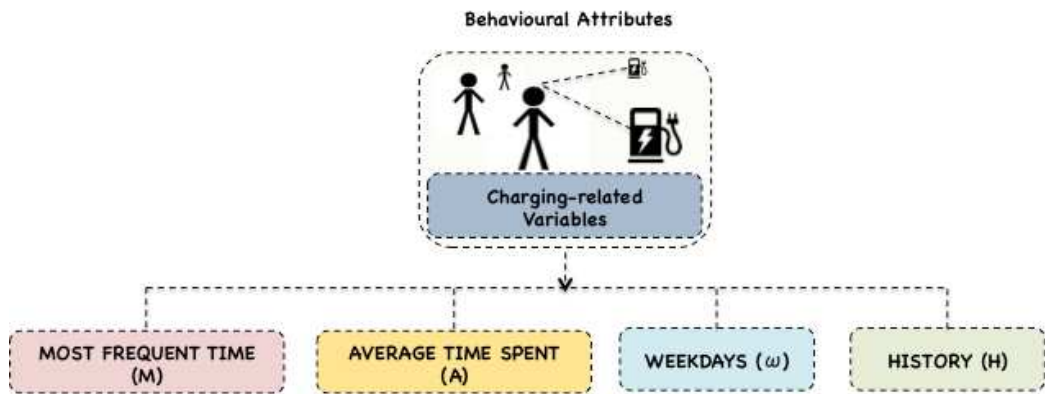 Behavioural Attributes
Charging-related
Variables
MOST FREQUENT TIME
(M)
AVERAGE TIME SPENT
(A)
WEEKDAYS (ω)
HISTORY (H)